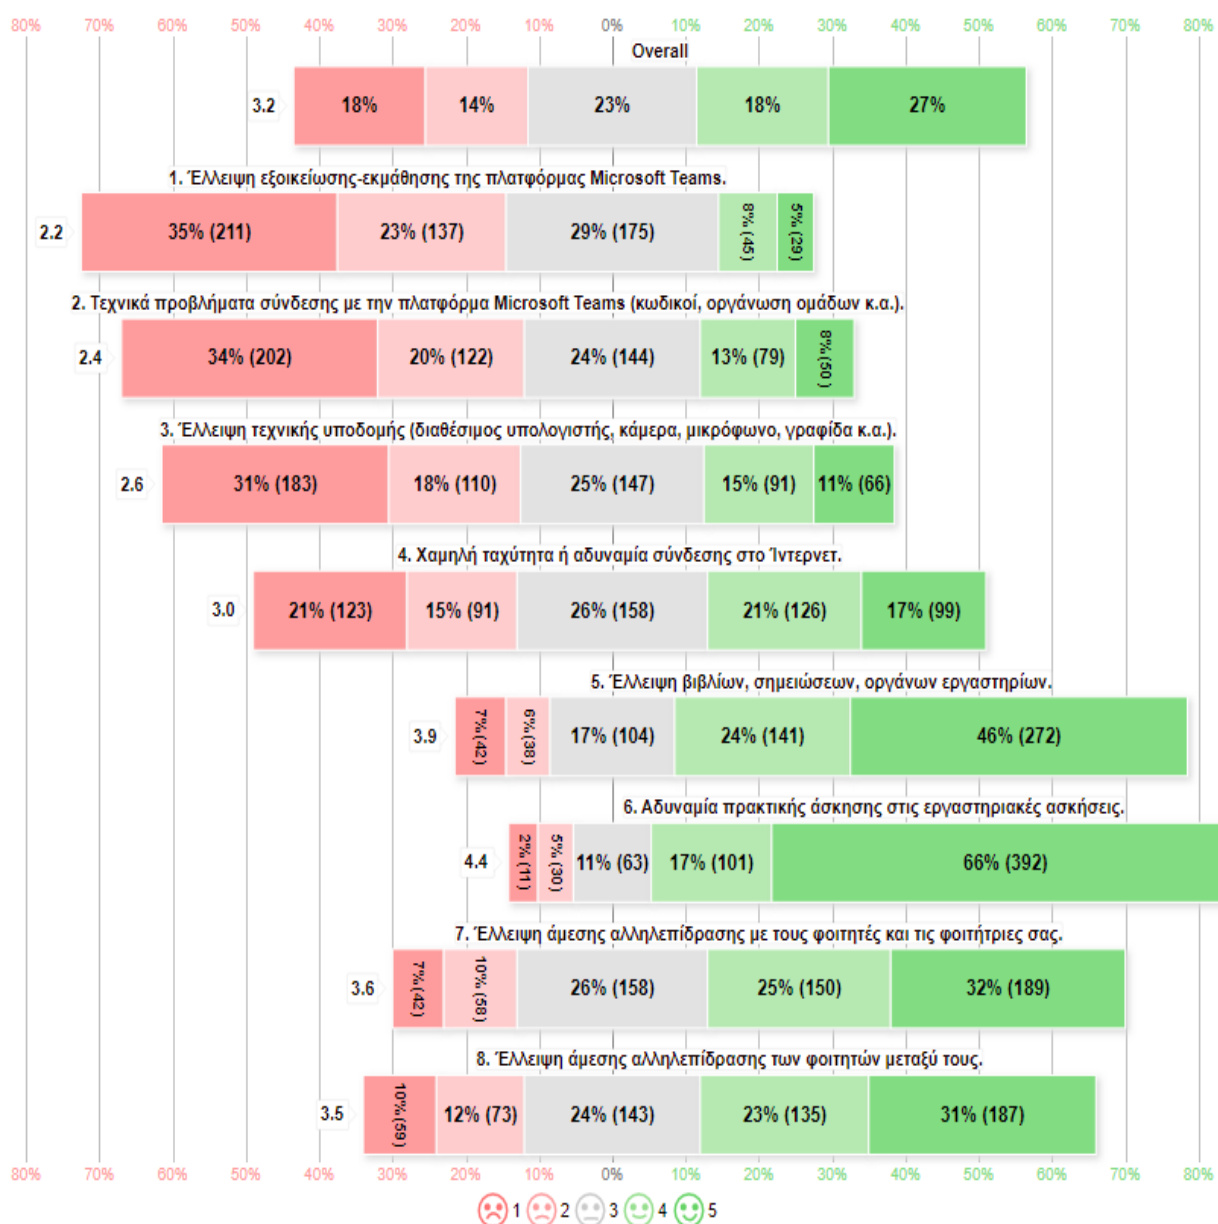 80% 70% 60% 50% 40% 30% 20% 10% 0% 10% 20% 30% 40% 50% 60% 70% 80%
Overall
3.2 18% 14% 23% 18% 27%
1. Έλλειψη εξοικείωσης-εκμάθησης της πλατφόρμας Microsoft Teams.
2.2 35% (211) 23% (137) 29% (175) 8% (45) 5% (29)
2. Τεχνικά προβλήματα σύνδεσης με την πλατφόρμα Microsoft Teams (κωδικοί, οργάνωση ομάδων κ.α.).
2.4 34% (202) 20% (122) 24% (144) 13% (79) 8% (50)
3. Έλλειψη τεχνικής υποδομής (διαθέσιμος υπολογιστής, κάμερα, μικρόφωνο, γραφίδα κ.α.).
2.6 31% (183) 18% (110) 25% (147) 15% (91) 11% (66)
4. Χαμηλή ταχύτητα ή αδυναμία σύνδεσης στο Ίντερνετ.
3.0 21% (123) 15% (91) 26% (158) 21% (126) 17% (99)
5. Έλλειψη βιβλίων, σημειώσεων, οργάνων εργαστηρίων.
3.9 7% (42) 6% (38) 17% (104) 24% (141) 46% (272)
6. Αδυναμία πρακτικής άσκησης στις εργαστηριακές ασκήσεις.
4.4 2% (11) 5% (30) 11% (63) 17% (101) 66% (392)
7. Έλλειψη άμεσης αλληλεπίδρασης με τους φοιτητές και τις φοιτήτριες σας.
3.6 7% (42) 10% (58) 26% (158) 25% (150) 32% (189)
8. Έλλειψη άμεσης αλληλεπίδρασης των φοιτητών μεταξύ τους.
3.5 10% (59) 12% (73) 24% (143) 23% (135) 31% (187)
80% 70% 60% 50% 40% 30% 20% 10% 0% 10% 20% 30% 40% 50% 60% 70% 80%
1 2 3 4 5